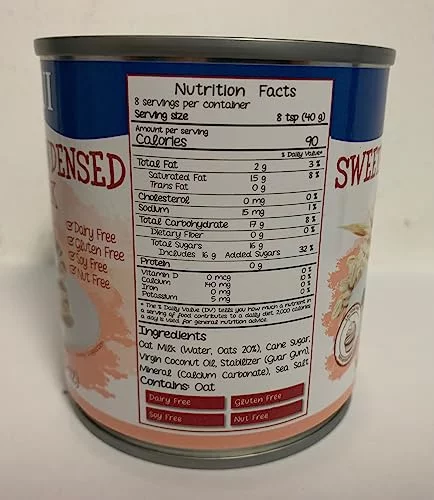 I
DENSED
SWEE
Dairy Free
Gluten Free
Soy Free
Nut Free
Nutrition Facts
8 servings per container
Serving size 8 tsp (40 g)
Amount per serving
Calories 90
% Daily Value*
Total Fat 2 g 3 %
Saturated Fat 1.5 g 8 %
Trans Fat 0 g
Cholesterol 0 mg 0 %
Sodium 15 mg 1 %
Total Carbohydrate 17 g 8 %
Dietary Fiber 0 g 0 %
Total Sugars 16 g
Includes 16 g Added Sugars 32 %
Protein 0 g
Vitamin D 0 mcg 0 %
Calcium 140 mg
Iron 0 mg 0 %
Potassium 5 mg 0 %
* The % Daily Value (DV) tells you how much a nutrient in
a serving of food contributes to a daily diet. 2,000 calories
a day is used for general nutrition advice.
Ingredients
Oat Milk (Water, Oats 20%), Cane Sugar,
Virgin Coconut Oil, Stabilizer (Guar Gum),
Mineral (Calcium Carbonate), Sea Salt
Contains: Oat
Dairy Free Gluten Free
Soy Free Nut Free